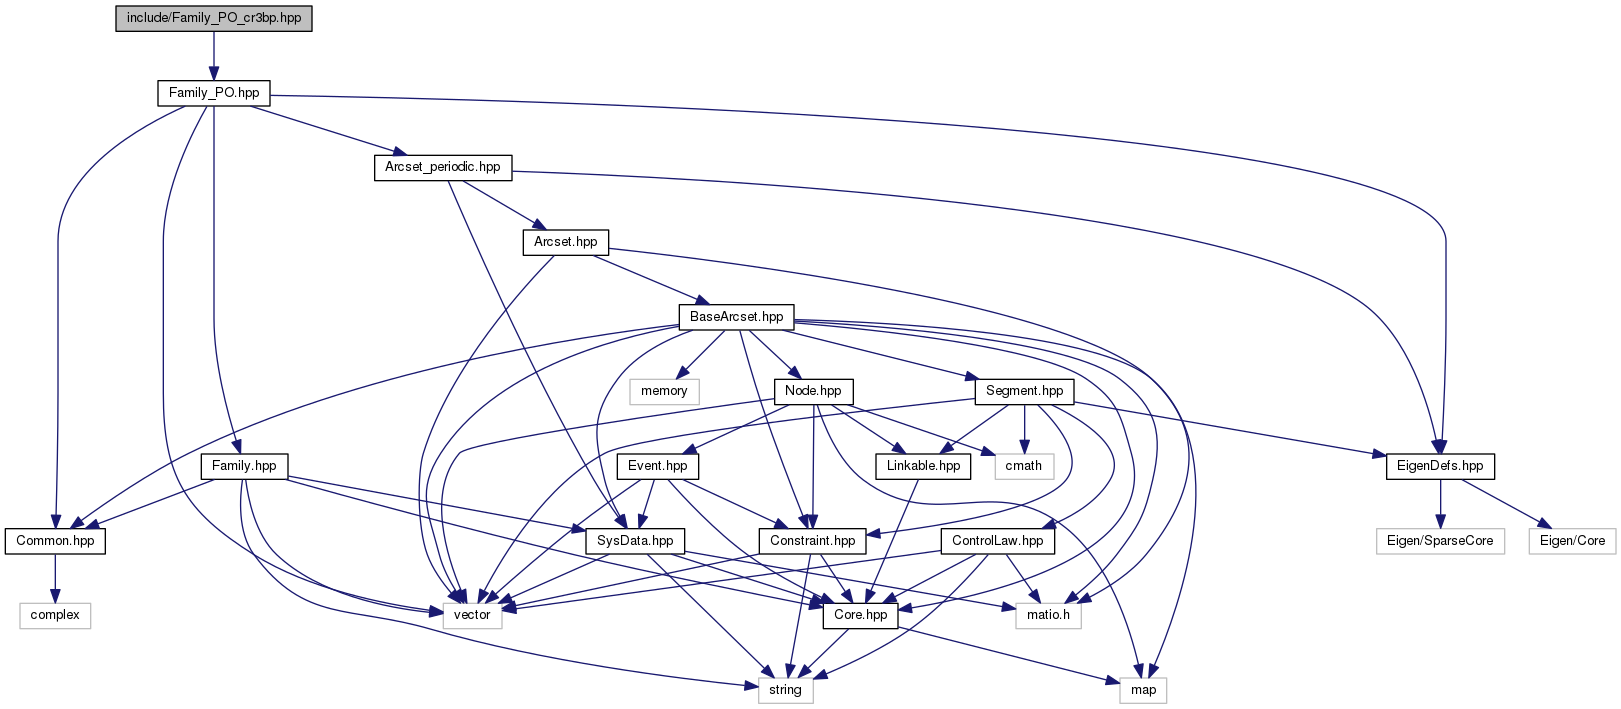 include/Family_PO_cr3bp.hpp
Family_PO.hpp
Arcset_periodic.hpp
Arcset.hpp
BaseArcset.hpp
memory
Node.hpp
Segment.hpp
Family.hpp
Event.hpp
Linkable.hpp
cmath
EigenDefs.hpp
Common.hpp
SysData.hpp
Constraint.hpp
ControlLaw.hpp
Eigen/SparseCore
Eigen/Core
complex
vector
Core.hpp
matio.h
string
map